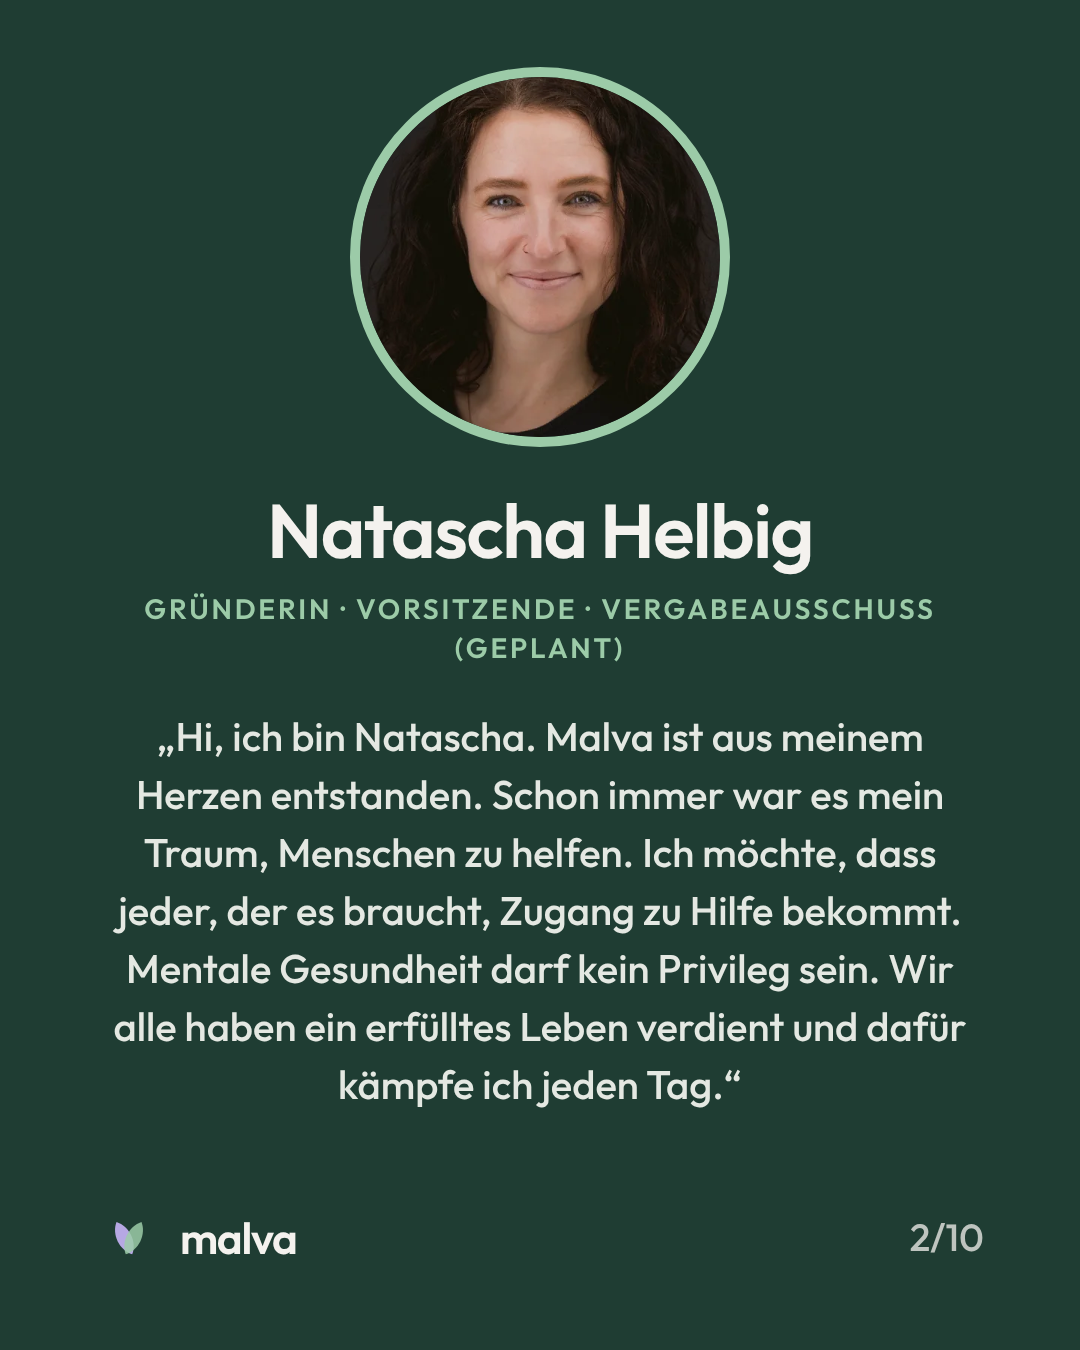 Natascha Helbig
GRÜNDERIN · VORSITZENDE · VERGABEAUSSCHUSS
(GEPLANT)
„Hi, ich bin Natascha. Malva ist aus meinem
Herzen entstanden. Schon immer war es mein
Traum, Menschen zu helfen. Ich möchte, dass
jeder, der es braucht, Zugang zu Hilfe bekommt.
Mentale Gesundheit darf kein Privileg sein. Wir
alle haben ein erfülltes Leben verdient und dafür
kämpfe ich jeden Tag.“
malva
2/10